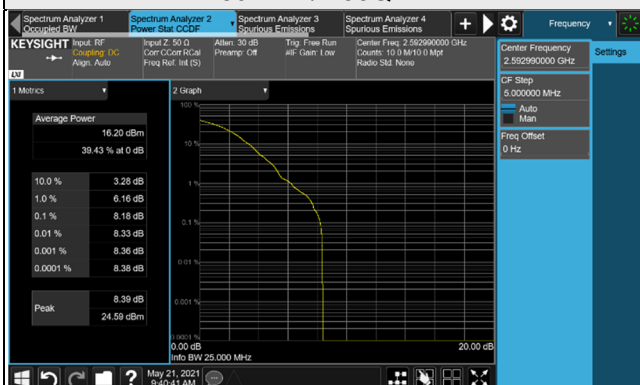 Spectrum Analyzer 1
Occupied BW
Spectrum Analyzer 2
Power Stat CCDF
Spectrum Analyzer 3
Spurious Emissions
Spectrum Analyzer 4
Spurious Emissions
Frequency
KEYSIGHT
Input: RF
Coupling: DC
Align: Auto
Input Z: 50 Ω
Corr CCorr RCal
Freq Ref: Int (S)
Atten: 30 dB
Preamp: Off
Trig: Free Run
#IF Gain: Low
Center Freq: 2.592990000 GHz
Counts: 10.0 M/10.0 Mpt
Radio Std: None
LXI
Center Frequency
2.592990000 GHz
Settings
CF Step
5.000000 MHz
Auto
Man
Freq Offset
0 Hz
1 Metrics
2 Graph
Average Power
16.20 dBm
39.43 % at 0 dB
10.0 % 3.28 dB
1.0 % 6.16 dB
0.1 % 8.18 dB
0.01 % 8.33 dB
0.001 % 8.36 dB
0.0001 % 8.38 dB
Peak 8.39 dB
24.59 dBm
100 %
10 %
1 %
0.1 %
0.01 %
0.001 %
0.0001 %
0.00 dB
20.00 dB
Info BW 25.000 MHz
May 21, 2021
9:40:41 AM